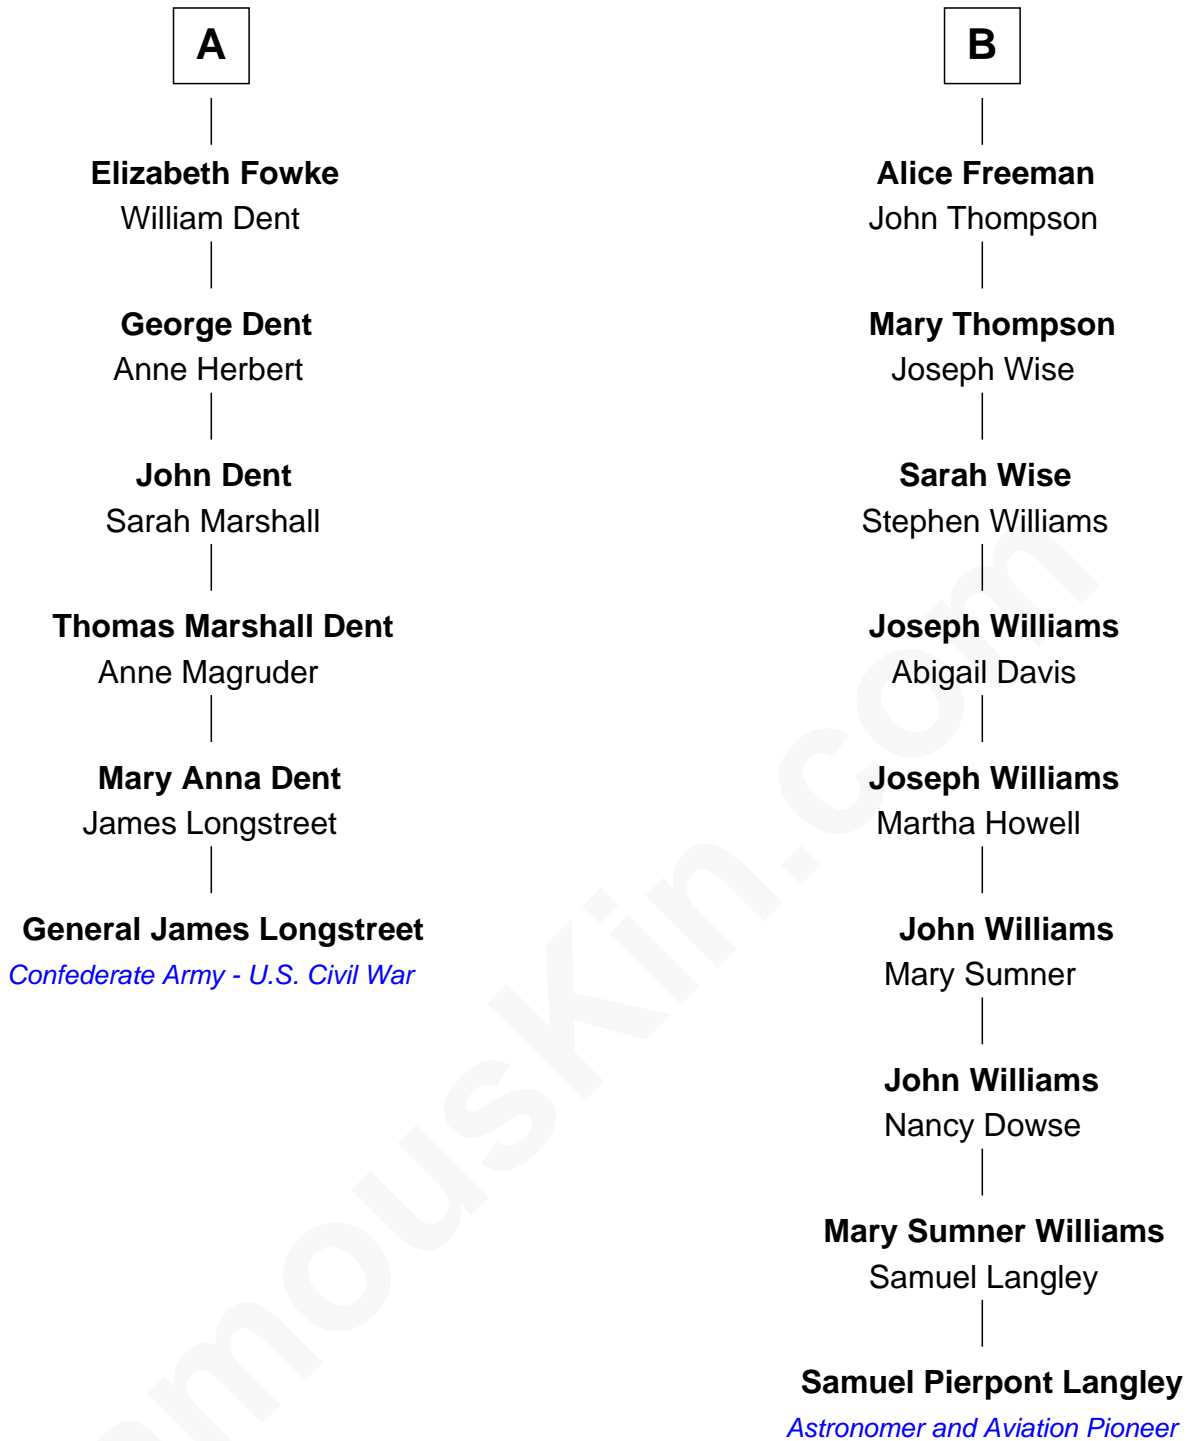 A
Elizabeth Fowke
William Dent
George Dent
Anne Herbert
John Dent
Sarah Marshall
Thomas Marshall Dent
Anne Magruder
Mary Anna Dent
James Longstreet
General James Longstreet
Confederate Army - U.S. Civil War
B
Alice Freeman
John Thompson
Mary Thompson
Joseph Wise
Sarah Wise
Stephen Williams
Joseph Williams
Abigail Davis
Joseph Williams
Martha Howell
John Williams
Mary Sumner
John Williams
Nancy Dowse
Mary Sumner Williams
Samuel Langley
Samuel Pierpont Langley
Astronomer and Aviation Pioneer
amouskin.com